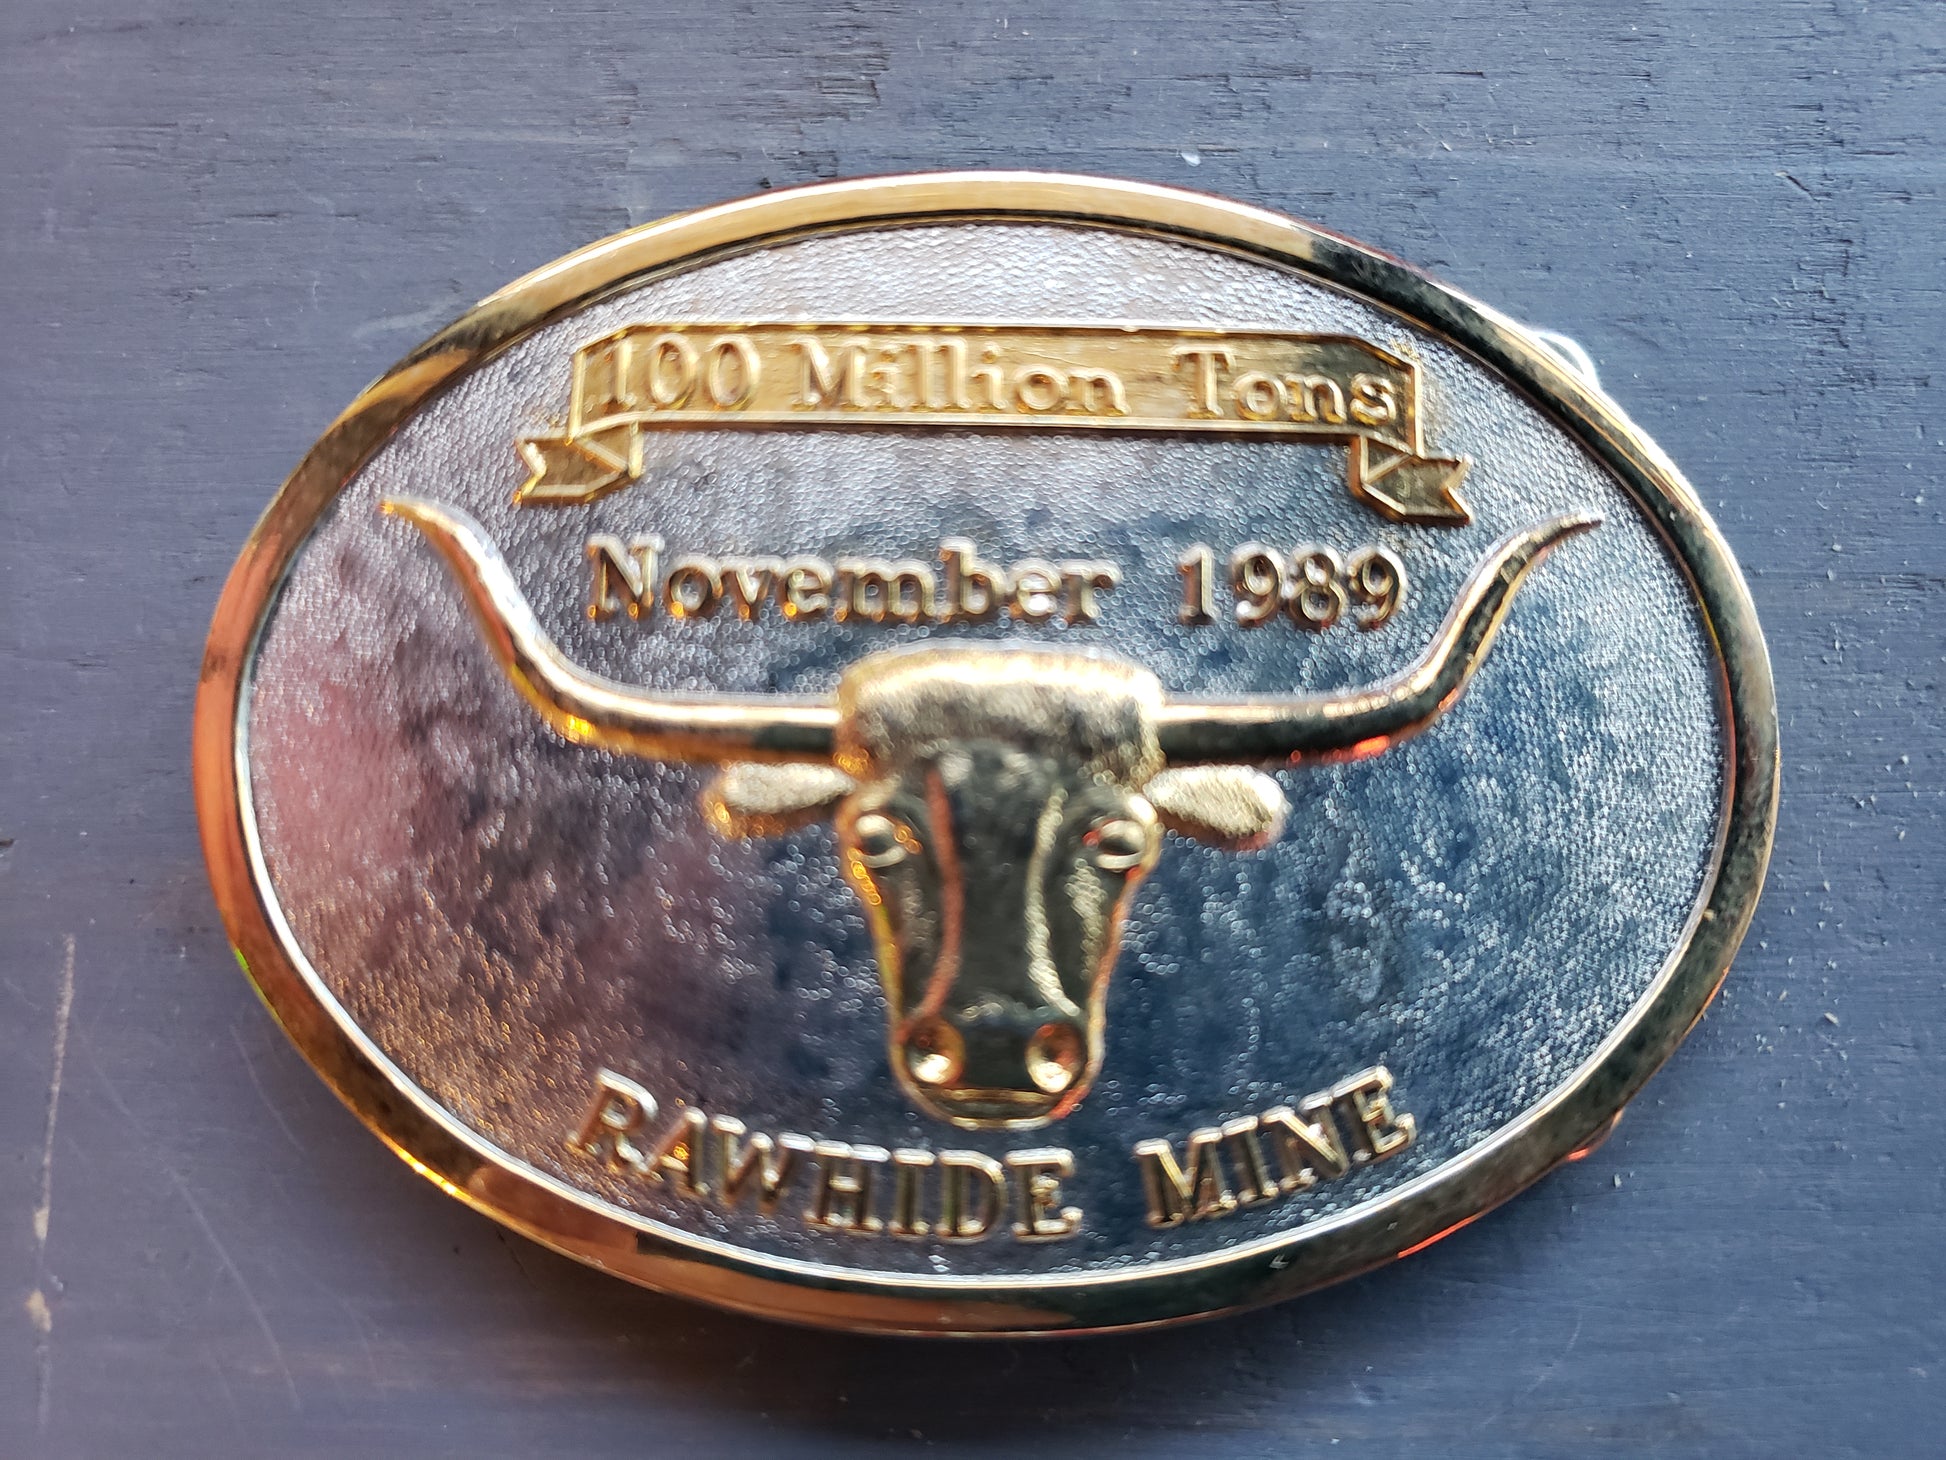 100 Million Tons
November 1989
RAWHIDE MINE